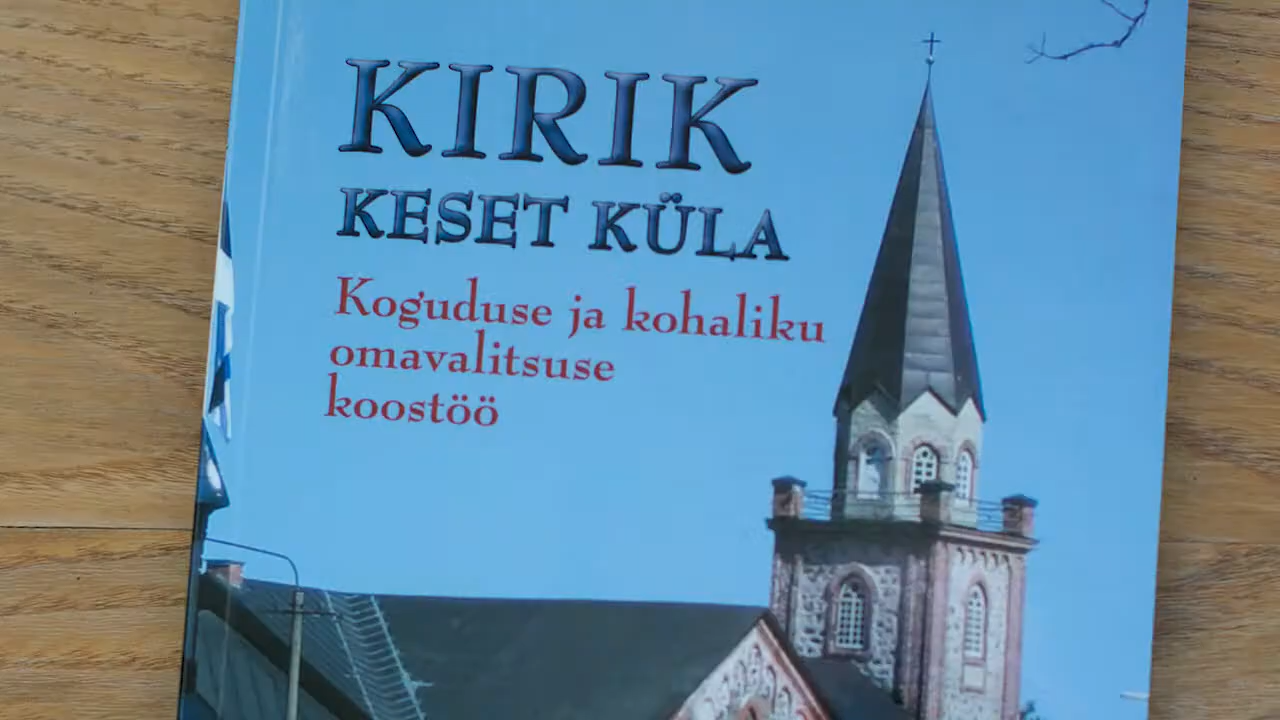 KIRIK
KESET KÜLA
Koguduse ja kohaliku
omavalitsuse
koostöö